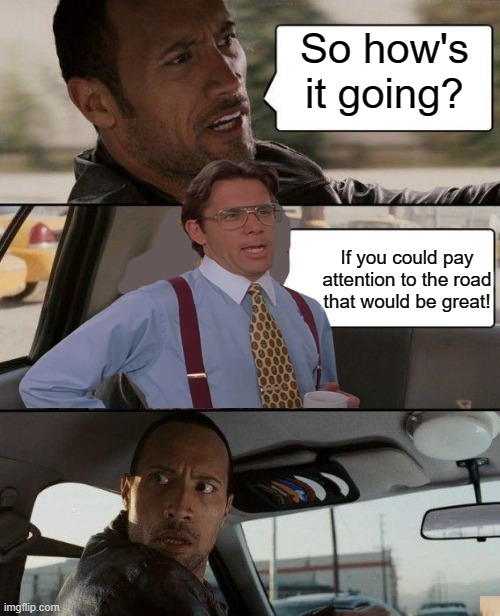 So how's
it going?
If you could pay
attention to the road
that would be great!
imgflip.com